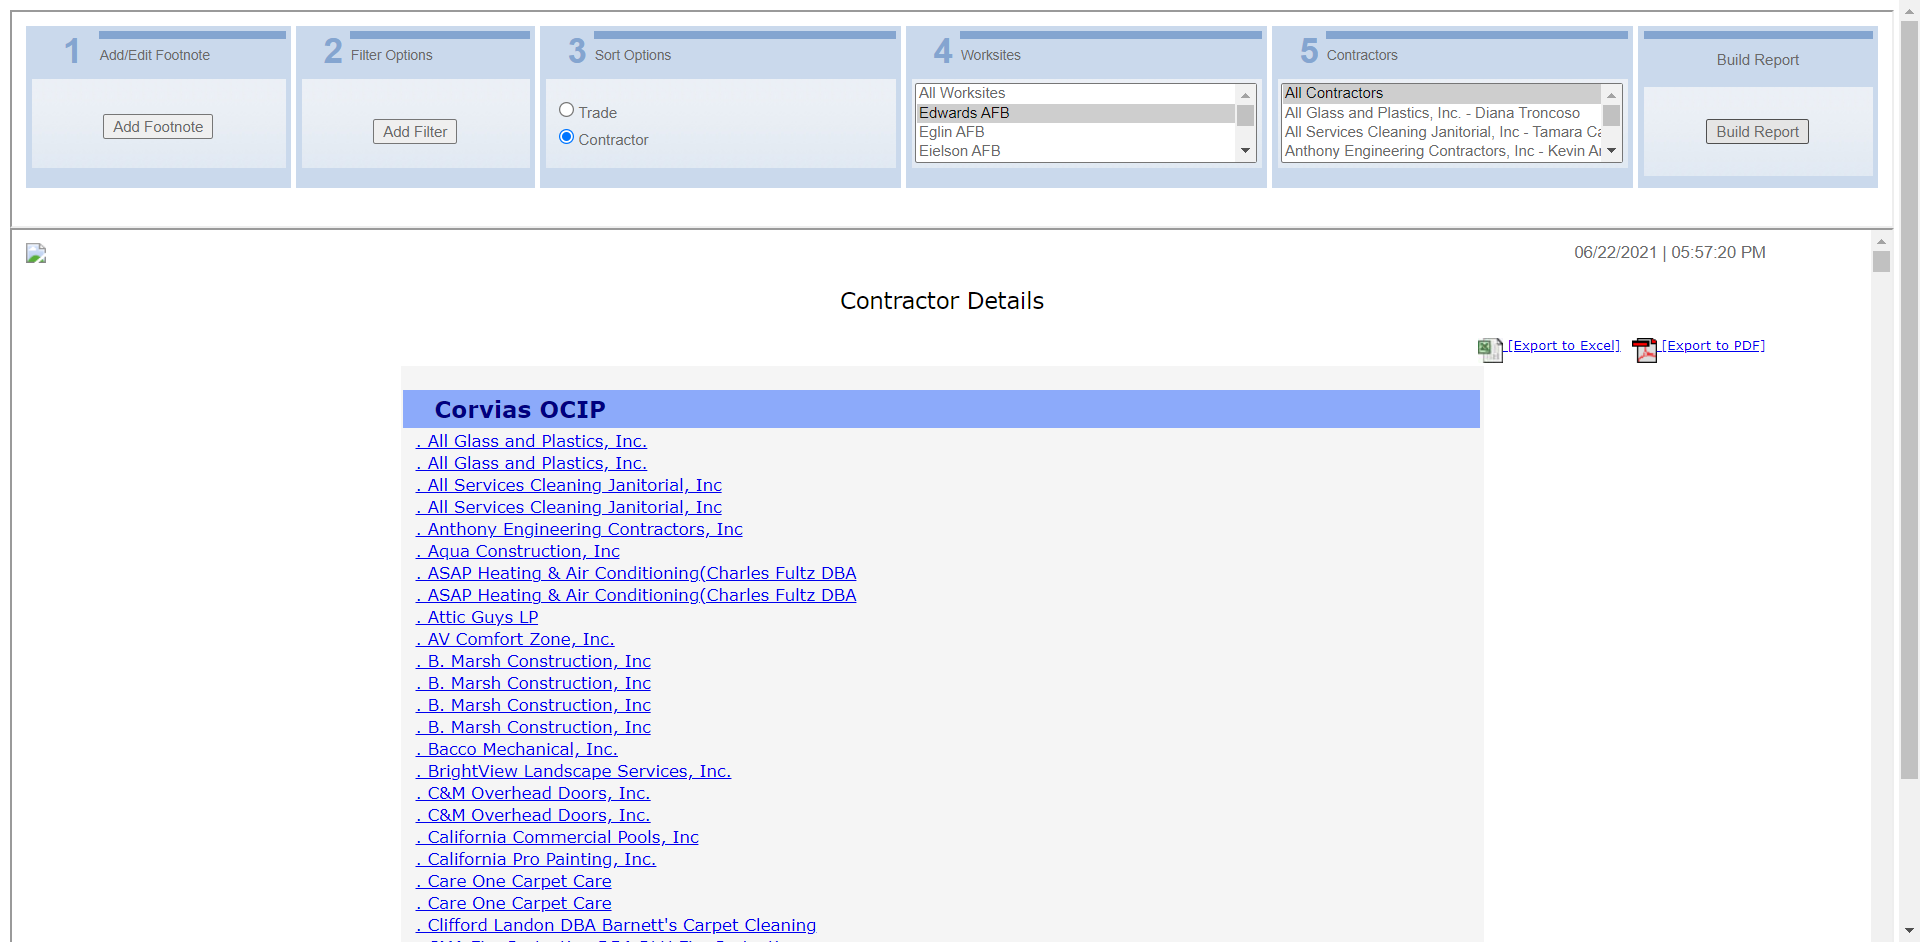 1 Add/Edit Footnote
Add Footnote
2 Filter Options
Add Filter
3 Sort Options
Trade
Contractor
4 Worksites
All Worksites
Edwards AFB
Eglin AFB
Eielson AFB
5 Contractors
All Contractors
All Glass and Plastics, Inc. - Diana Troncoso
All Services Cleaning Janitorial, Inc - Tamara
Anthony Engineering Contractors, Inc - Kevin
Build Report
Build Report
06/22/2021 | 05:57:20 PM
Contractor Details
[Export to Excel] [Export to PDF]
Corvias OCIP
. All Glass and Plastics, Inc.
. All Glass and Plastics, Inc.
. All Services Cleaning Janitorial, Inc
. All Services Cleaning Janitorial, Inc
. Anthony Engineering Contractors, Inc
. Aqua Construction, Inc
. ASAP Heating & Air Conditioning(Charles Fultz DBA
. ASAP Heating & Air Conditioning(Charles Fultz DBA
. Attic Guys LP
. AV Comfort Zone, Inc.
. B. Marsh Construction, Inc
. B. Marsh Construction, Inc
. B. Marsh Construction, Inc
. B. Marsh Construction, Inc
. Bacco Mechanical, Inc.
. BrightView Landscape Services, Inc.
. C&M Overhead Doors, Inc.
. C&M Overhead Doors, Inc.
. California Commercial Pools, Inc
. California Pro Painting, Inc.
. Care One Carpet Care
. Care One Carpet Care
. Clifford Landon DBA Barnett's Carpet Cleaning